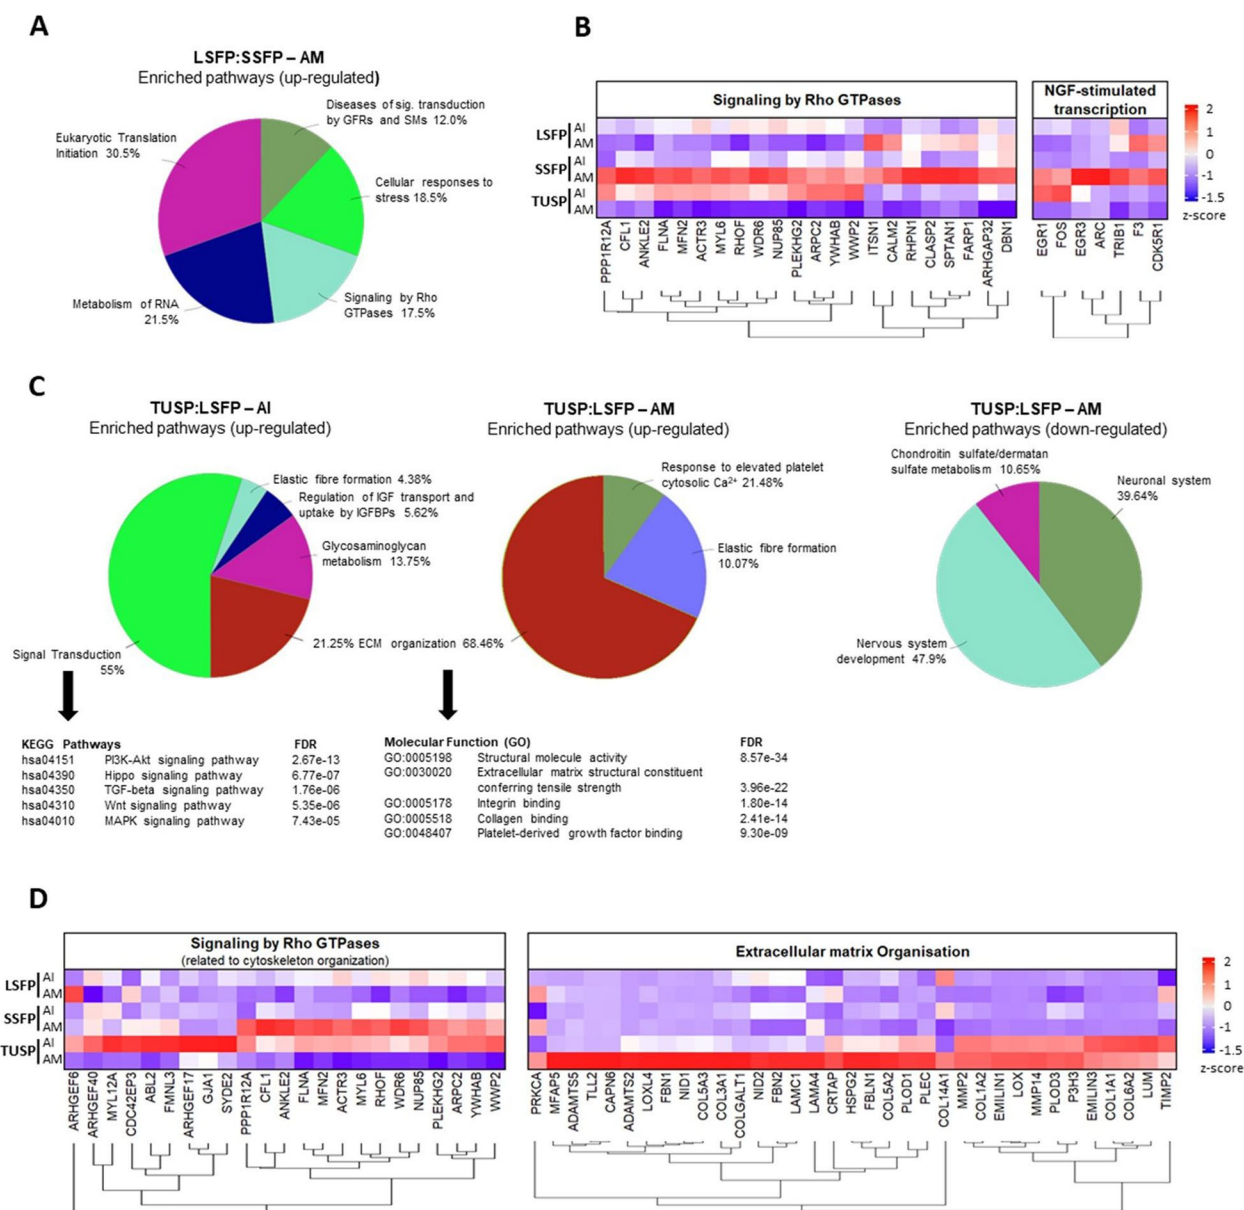 A
LSFP:SSFP – AM
Enriched pathways (up-regulated)
Diseases of sig. transduction
by GFRs and SMs 12.0%
Eukaryotic Translation
Initiation 30.5%
Cellular responses to
stress 18.5%
Metabolism of RNA
21.5%
Signaling by Rho
GTPases 17.5%
B
Signaling by Rho GTPases
NGF-stimulated
transcription
LSFP
AI
AM
SSFP
AI
AM
TUSP
AI
AM
2
1
0
-1
-1.5
z-score
PPP1R12A
CFL1
ANKLE2
FLNA
MFN2
ACTR3
MYL6
RHOF
WDR6
NUP85
PLEKHG2
ARPC2
YWHAB
WWP2
ITSN1
CALM2
RHPN1
CLASP2
SPTAN1
FARP1
ARHGAP32
DBN1
EGR1
FOS
EGR3
ARC
TRIB1
F3
CDK5R1
C
TUSP:LSFP – AI
Enriched pathways (up-regulated)
Elastic fibre formation 4.38%
Regulation of IGF transport and
uptake by IGFBPs 5.62%
Glycosaminoglycan
metabolism 13.75%
21.25% ECM organization 68.46%
Signal Transduction
55%
TUSP:LSFP – AM
Enriched pathways (up-regulated)
Response to elevated platelet
cytosolic Ca²⁺ 21.48%
Elastic fibre formation
10.07%
TUSP:LSFP – AM
Enriched pathways (down-regulated)
Chondroitin sulfate/dermatan
sulfate metabolism 10.65%
Neuronal system
39.64%
Nervous system
development 47.9%
KEGG Pathways FDR
hsa04151 PI3K-Akt signaling pathway 2.67e-13
hsa04390 Hippo signaling pathway 6.77e-07
hsa04350 TGF-beta signaling pathway 1.76e-06
hsa04310 Wnt signaling pathway 5.35e-06
hsa04010 MAPK signaling pathway 7.43e-05
Molecular Function (GO) FDR
GO:0005198 Structural molecule activity 8.57e-34
GO:0030020 Extracellular matrix structural constituent
conferring tensile strength 3.96e-22
GO:0005178 Integrin binding 1.80e-14
GO:0005518 Collagen binding 2.41e-14
GO:0048407 Platelet-derived growth factor binding 9.30e-09
D
Signaling by Rho GTPases
(related to cytoskeleton organization)
Extracellular matrix Organisation
LSFP
AI
AM
SSFP
AI
AM
TUSP
AI
AM
2
1
0
-1
-1.5
z-score
ARHGEF6
ARHGEF40
MYL12A
CDC42EP3
ABL2
FMNL3
ARHGEF17
GJA1
SYDE2
PPP1R12A
CFL1
ANKLE2
FLNA
MFN2
ACTR3
MYL6
RHOF
WDR6
NUP85
PLEKHG2
ARPC2
YWHAB
WWP2
PRKCA
MFAP5
ADAMTS5
TLL2
CAPN6
ADAMTS2
LOXL4
FBN1
NID1
COL5A3
COL3A1
COLGALT1
NID2
FBN2
LAMC1
LAMA4
CRTAP
HSPG2
FBLN1
COL5A2
PLOD1
PLEC
COL14A1
MMP2
COL1A2
EMILIN1
LOX
MMP14
PLOD3
P3H3
EMILIN3
COL1A1
COL6A2
LUM
TIMP2